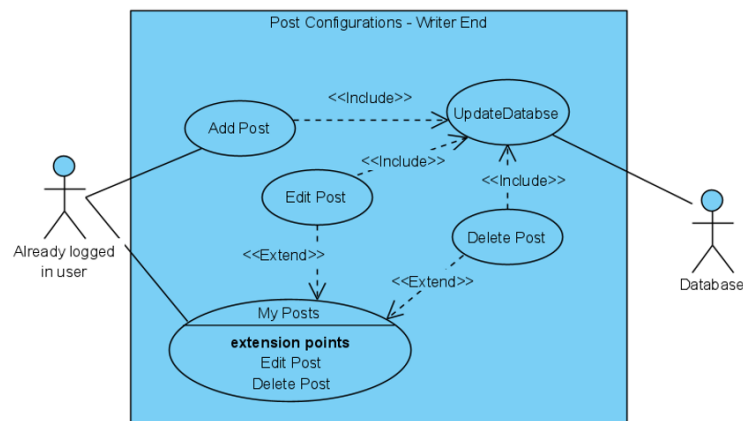 Post Configurations - Writer End
<<Include>>
UpdateDatabse
Add Post
<<Include>>
<<Include>>
Edit Post
Delete Post
Already logged
in user
<<Extend>>
<<Extend>>
Database
My Posts
extension points
Edit Post
Delete Post